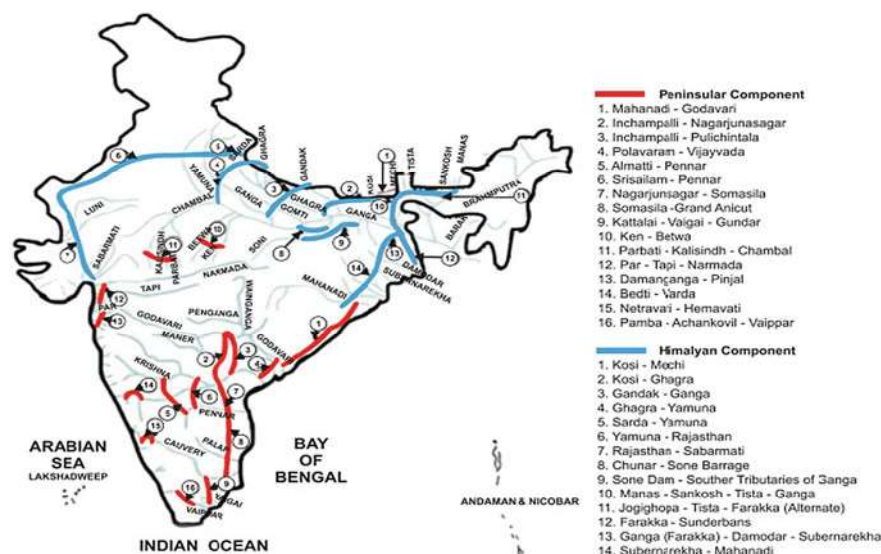 Peninsular Component
1. Mahanadi - Godavari
2. Inchampalli - Nagarjunasagar
3. Inchampalli - Pulichintala
4. Polavaram - Vijayvada
5. Almatti - Pennar
6. Srisailam - Pennar
7. Nagarjunsagar - Somasila
8. Somasila-Grand Anicut
9. Kattalai - Vaigai - Gundar
10. Ken - Betwa
11. Parbati - Kalisindh - Chambal
12. Par - Tapi - Narmada
13. Damanganga - Pinjal
14. Bedti - Varda
15. Netravati - Hemavati
16. Pamba - Achankovil - Vaippar
Himalyan Component
1. Kosi - Mechi
2. Kosi - Ghagra
3. Gandak - Ganga
4. Ghagra - Yamuna
5. Sarda - Yamuna
6. Yamuna - Rajasthan
7. Rajasthan - Sabarmati
8. Chunar - Sone Barrage
9. Sone Dam - Souther Tributaries of Ganga
10. Manas - Sankosh - Tista - Ganga
11. Jogighopa - Tista - Farakka (Alternate)
12. Farakka - Sunderbans
13. Ganga (Farakka) - Damodar - Subernarekha
14. Subernarekha - Mahanadi
SARDA
GHAGRA
YAMUNA
GANDAK
KOSI
MECHI
TISTA
SANKOSH
MANAS
CHAMBAL
GANGA
GHAGRA
GOMTI
GANGA
BRAHMPUTRA
BARAK
LUNI
SABARMATI
KALISINDH
PARBATI
BETWA
KEN
SONI
DAMODAR
SUBERNAREKHA
NARMADA
TAPI
MAHANADI
PAR
WAINGANGA
PENGANGA
GODAVARI
MANER
GODAVARI
KRISHNA
PENNAR
PALAR
CAUVERY
VAIGAI
VAIPPAR
ARABIAN
SEA
LAKSHADWEEP
BAY
OF
BENGAL
ANDAMAN & NICOBAR
INDIAN OCEAN